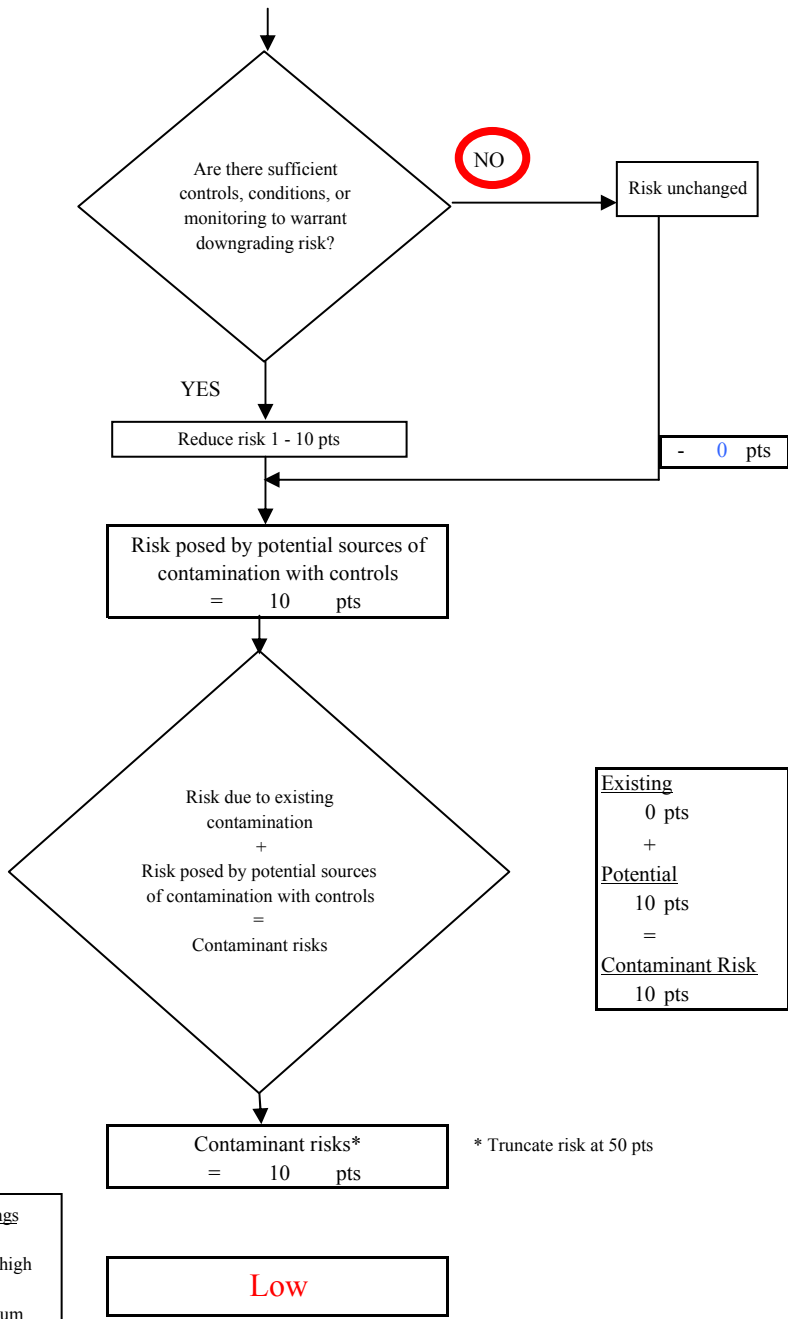 Are there sufficient
controls, conditions, or
monitoring to warrant
downgrading risk?
NO
Risk unchanged
YES
Reduce risk 1 - 10 pts
- 0 pts
Risk posed by potential sources of
contamination with controls
= 10 pts
Risk due to existing
contamination
+
Risk posed by potential sources
of contamination with controls
=
Contaminant risks
Existing
0 pts
+
Potential
10 pts
=
Contaminant Risk
10 pts
Contaminant risks*
= 10 pts
* Truncate risk at 50 pts
high
Low